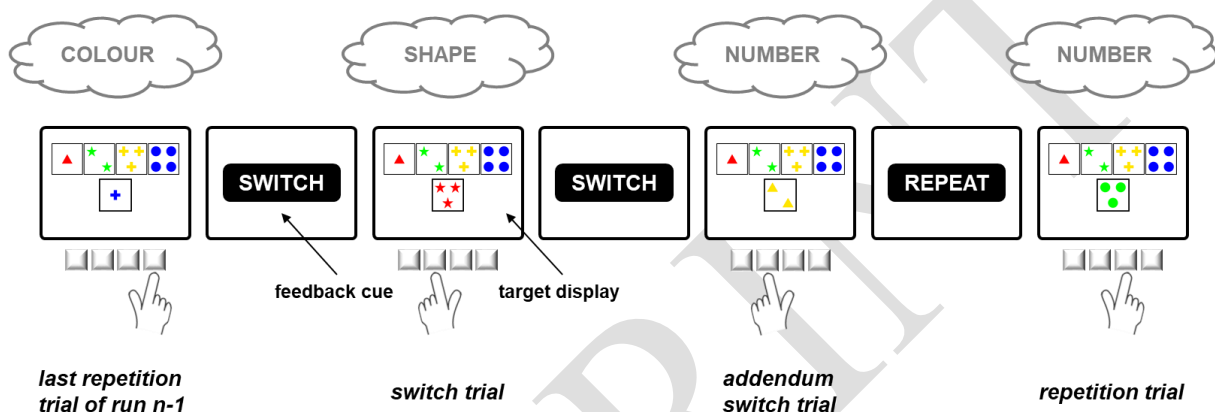 COLOUR
SHAPE
NUMBER
NUMBER
SWITCH
SWITCH
REPEAT
feedback cue
target display
last repetition
trial of run n-1
switch trial
addendum
switch trial
repetition trial